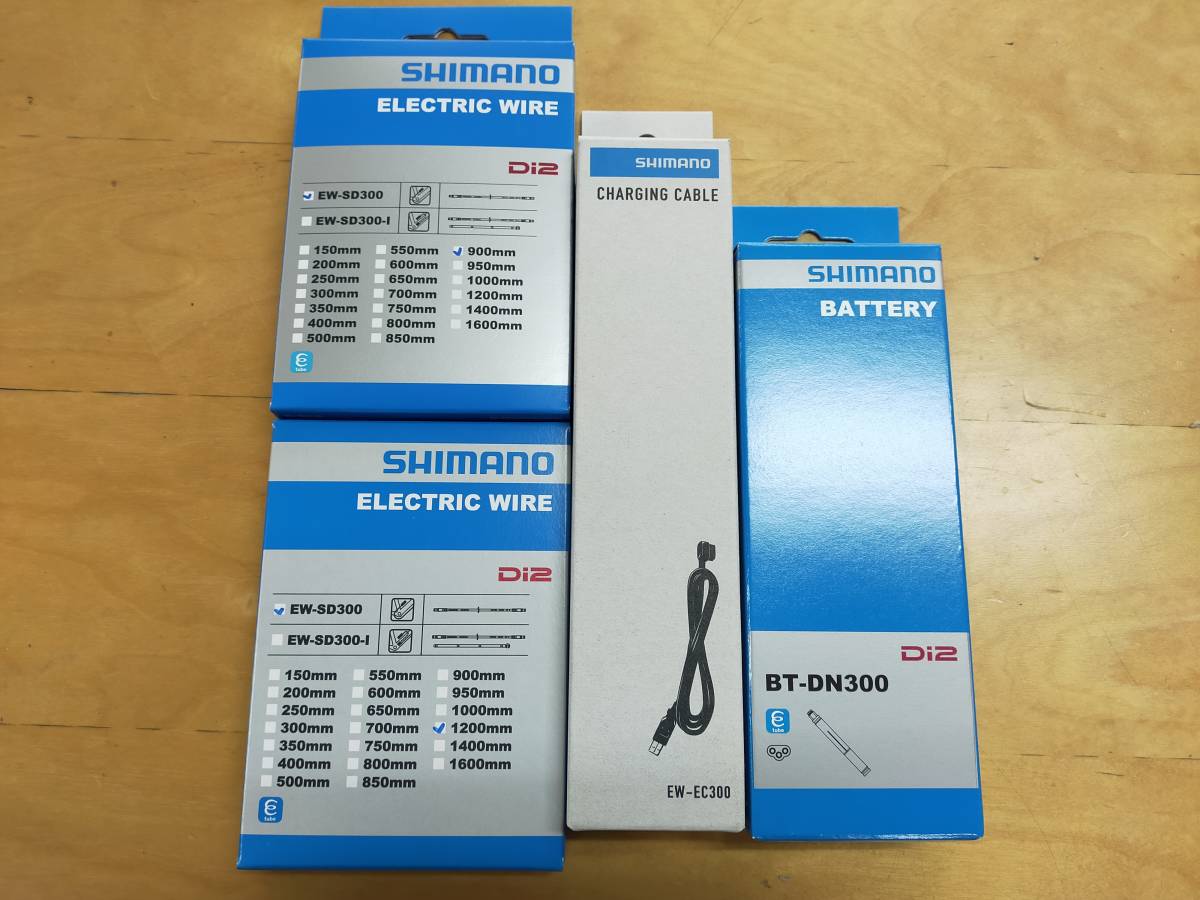 SHIMANO
ELECTRIC WIRE
Di2
EW-SD300
EW-SD300-I
150mm 550mm 900mm
200mm 600mm 950mm
250mm 650mm 1000mm
300mm 700mm 1200mm
350mm 750mm 1400mm
400mm 800mm 1600mm
500mm 850mm
E tube
SHIMANO
ELECTRIC WIRE
Di2
EW-SD300
EW-SD300-I
150mm 550mm 900mm
200mm 600mm 950mm
250mm 650mm 1000mm
300mm 700mm 1200mm
350mm 750mm 1400mm
400mm 800mm 1600mm
500mm 850mm
E tube
SHIMANO
CHARGING CABLE
EW-EC300
SHIMANO
BATTERY
Di2
BT-DN300
E tube